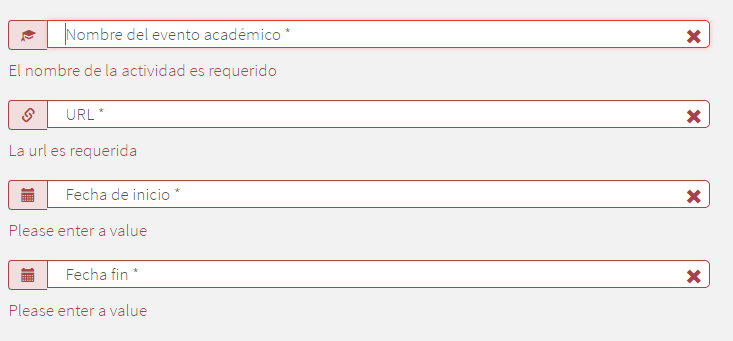 Nombre del evento académico *
El nombre de la actividad es requerido
URL *
La url es requerida
Fecha de inicio *
Please enter a value
Fecha fin *
Please enter a value